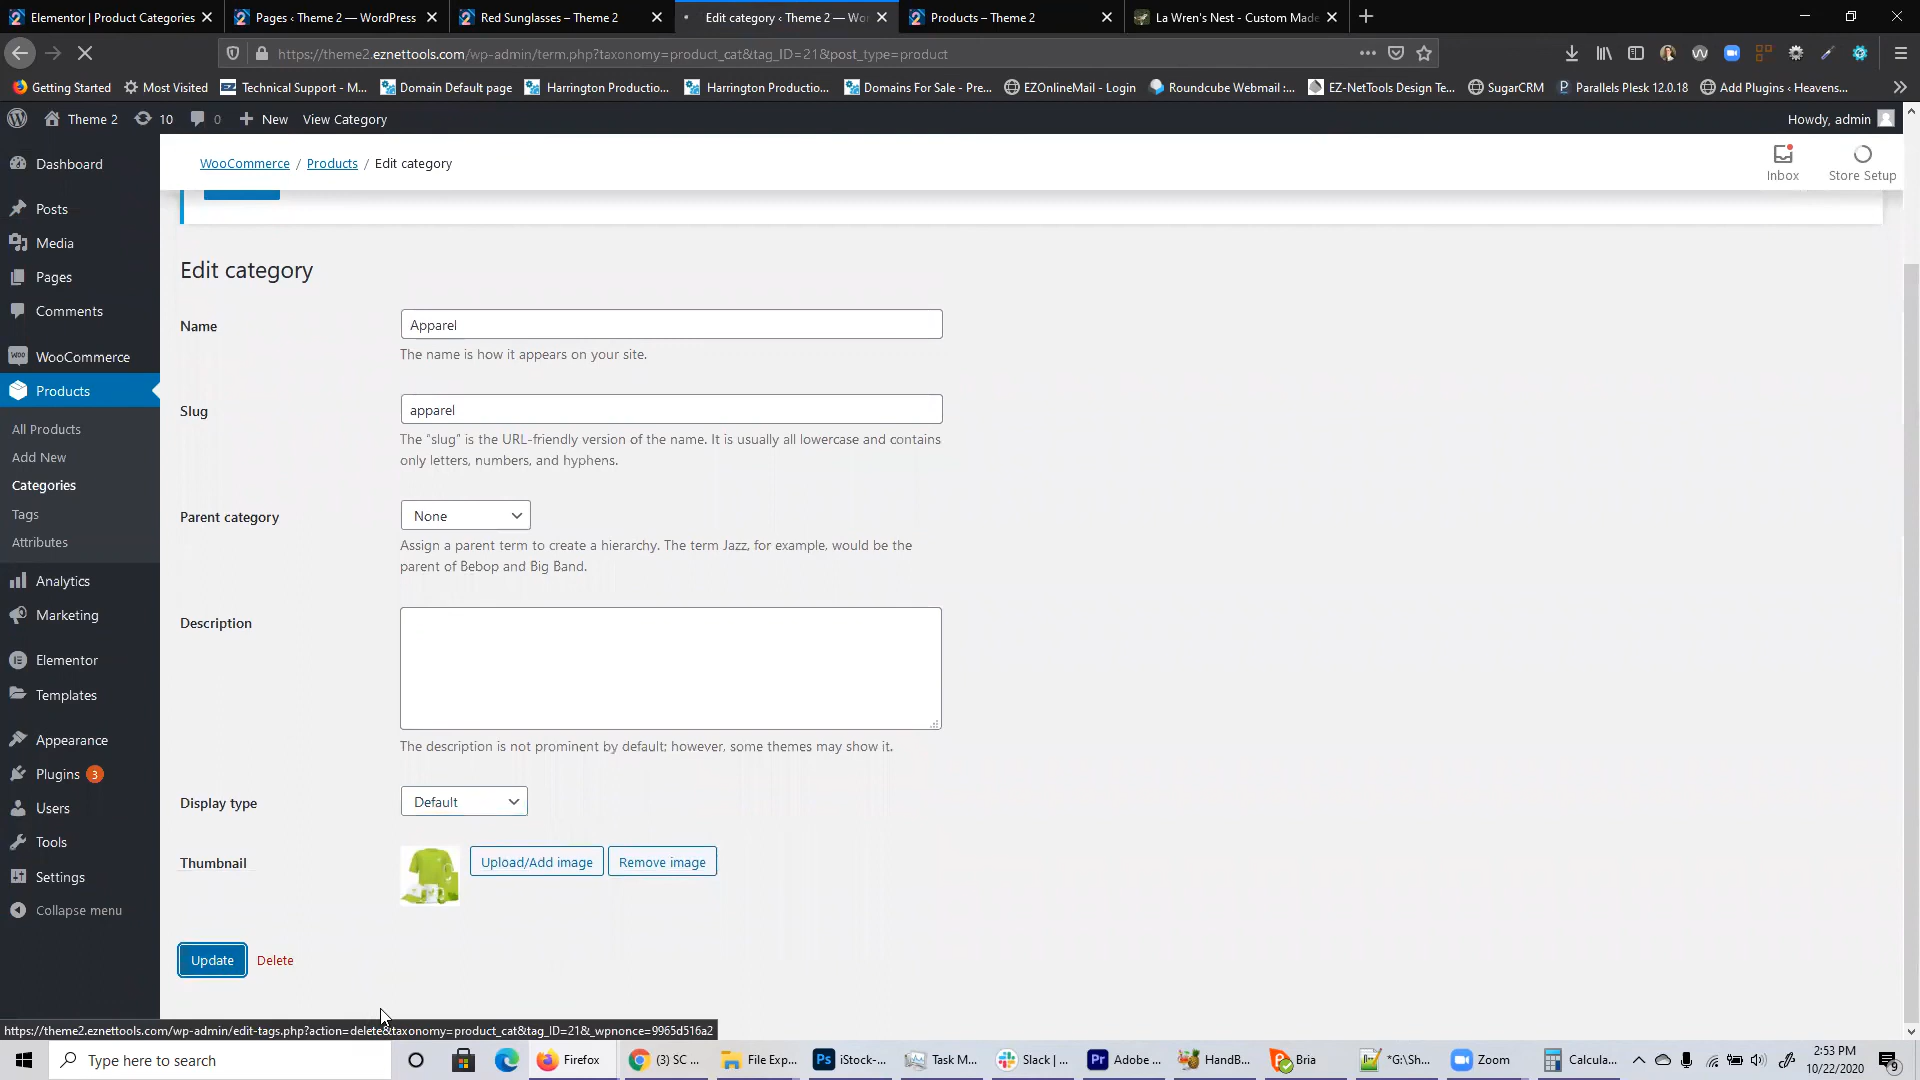 Elementor | Product Categories
Pages ‹ Theme 2 — WordPress
Red Sunglasses – Theme 2
Edit category ‹ Theme 2 — Wor
Products – Theme 2
La Wren's Nest - Custom Made
https://theme2.eznettools.com/wp-admin/term.php?taxonomy=product_cat&tag_ID=21&post_type=product
Getting Started
Most Visited
Technical Support - M...
Domain Default page
Harrington Productio...
Harrington Productio...
Domains For Sale - Pre...
EZOnlineMail - Login
Roundcube Webmail :...
EZ-NetTools Design Te...
SugarCRM
Parallels Plesk 12.0.18
Add Plugins ‹ Heavens...
Theme 2
10
0
New
View Category
Howdy, admin
WooCommerce / Products / Edit category
Inbox
Store Setup
Dashboard
Posts
Media
Pages
Comments
WooCommerce
Products
All Products
Add New
Categories
Tags
Attributes
Analytics
Marketing
Elementor
Templates
Appearance
Plugins 3
Users
Tools
Settings
Collapse menu
Edit category
Name
Apparel
The name is how it appears on your site.
Slug
apparel
The “slug” is the URL-friendly version of the name. It is usually all lowercase and contains
only letters, numbers, and hyphens.
Parent category
None
Assign a parent term to create a hierarchy. The term Jazz, for example, would be the
parent of Bebop and Big Band.
Description
The description is not prominent by default; however, some themes may show it.
Display type
Default
Thumbnail
Upload/Add image
Remove image
Update
Delete
https://theme2.eznettools.com/wp-admin/edit-tags.php?action=delete&taxonomy=product_cat&tag_ID=21&_wpnonce=9965d516a2
Type here to search
Firefox
(3) SC ...
File Exp...
iStock-...
Task M...
Slack | ...
Adobe ...
HandB...
Bria
*G:\Sh...
Zoom
Calcula...
2:53 PM
10/22/2020
9